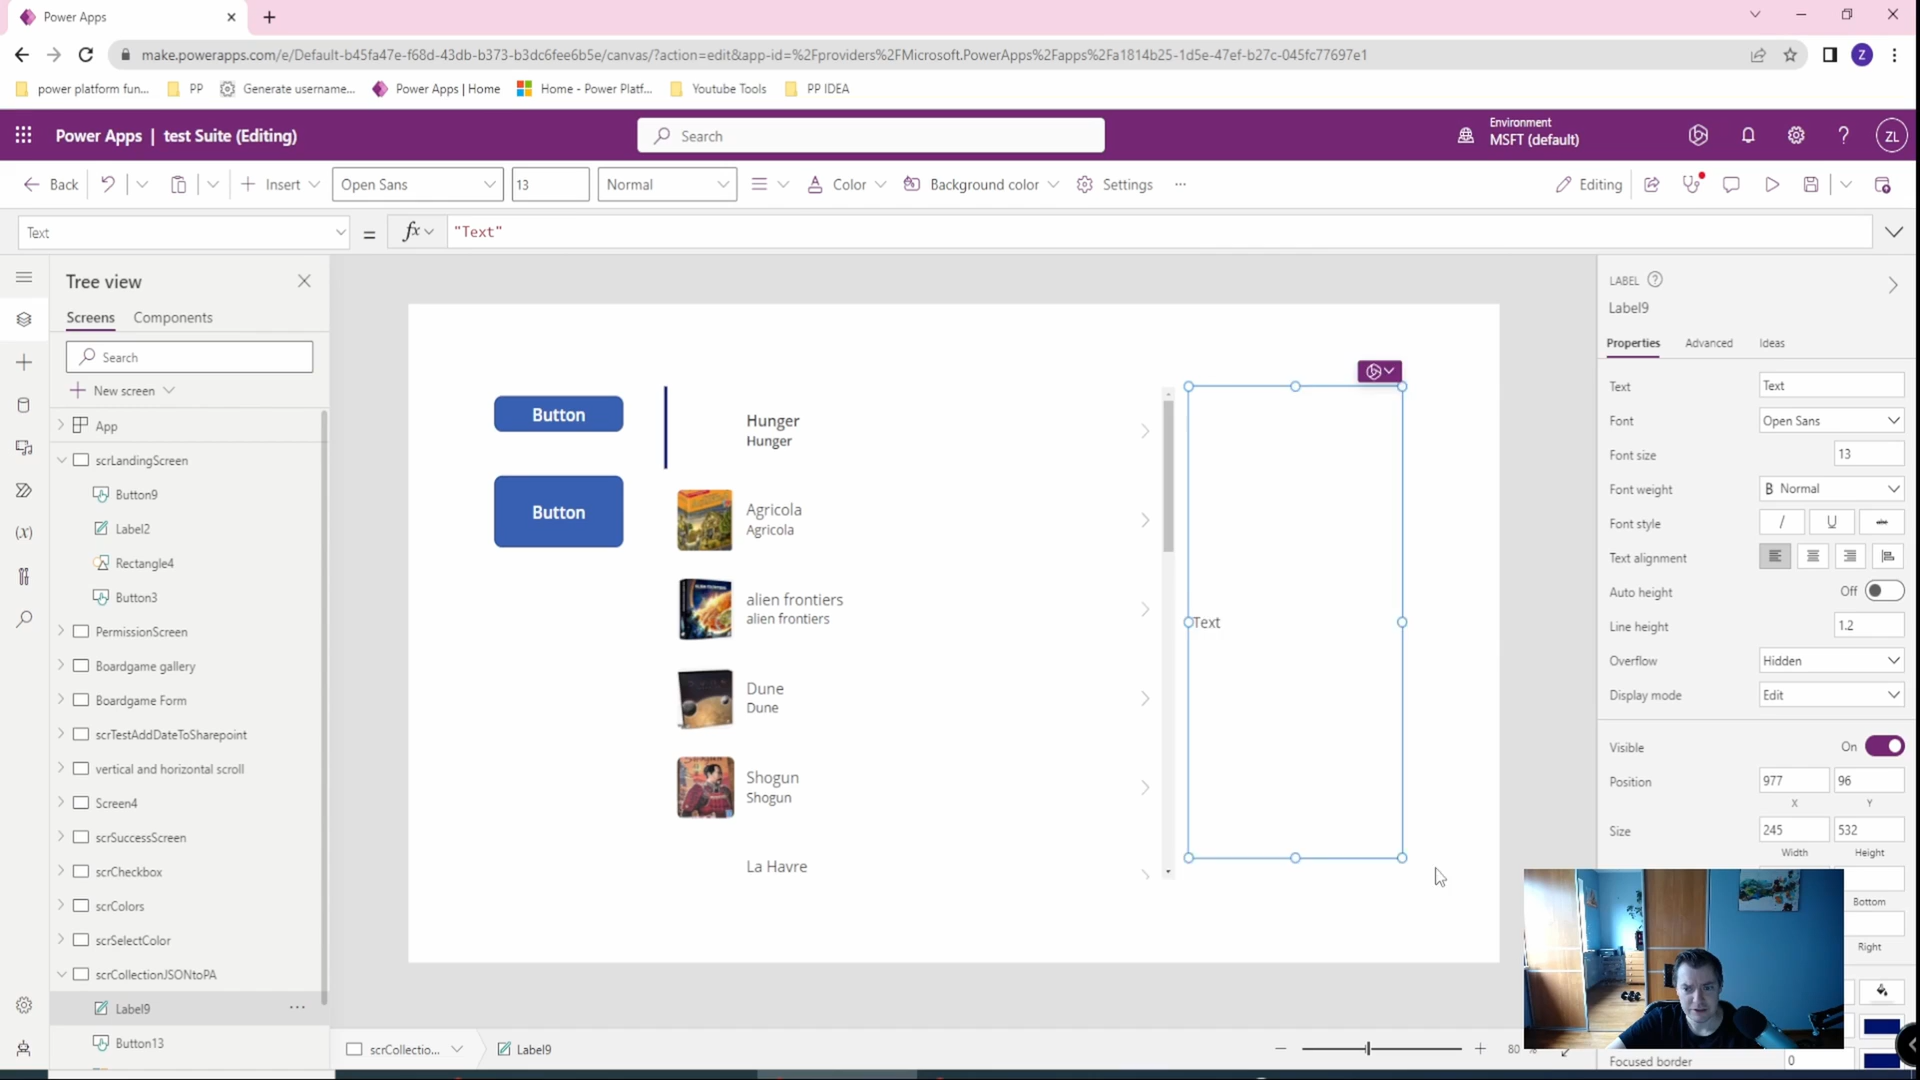 Power Apps
make.powerapps.com/e/Default-b45fa47e-f68d-43db-b373-b3dc6fee6b5e/canvas/?action=edit&app-id=%2Fproviders%2FMicrosoft.PowerApps%2Fapps%2Fa1814b25-1d5e-47ef-b27c-045fc77697e1
Z
power platform fun...
PP
Generate username...
Power Apps | Home
Home - Power Platf...
Youtube Tools
PP IDEA
Power Apps | test Suite (Editing)
Search
Environment
MSFT (default)
ZL
Back
Insert
Open Sans
13
Normal
Color
Background color
Settings
Editing
Text
=
fx
"Text"
Tree view
Screens
Components
Search
New screen
App
scrLandingScreen
Button9
Label2
Rectangle4
Button3
PermissionScreen
Boardgame gallery
Boardgame Form
scrTestAddDateToSharepoint
vertical and horizontal scroll
Screen4
scrSuccessScreen
scrCheckbox
scrColors
scrSelectColor
scrCollectionJSONtoPA
Label9
Button13
Button
Button
Hunger
Hunger
Agricola
Agricola
alien frontiers
alien frontiers
Dune
Dune
Shogun
Shogun
La Havre
Text
scrCollectio...
Label9
80 %
LABEL
Label9
Properties
Advanced
Ideas
Text
Text
Font
Open Sans
Font size
13
Font weight
B Normal
Font style
Text alignment
Auto height
Off
Line height
1.2
Overflow
Hidden
Display mode
Edit
Visible
On
Position
977
96
X
Y
Size
245
532
Width
Height
Bottom
Right
Focused border
0